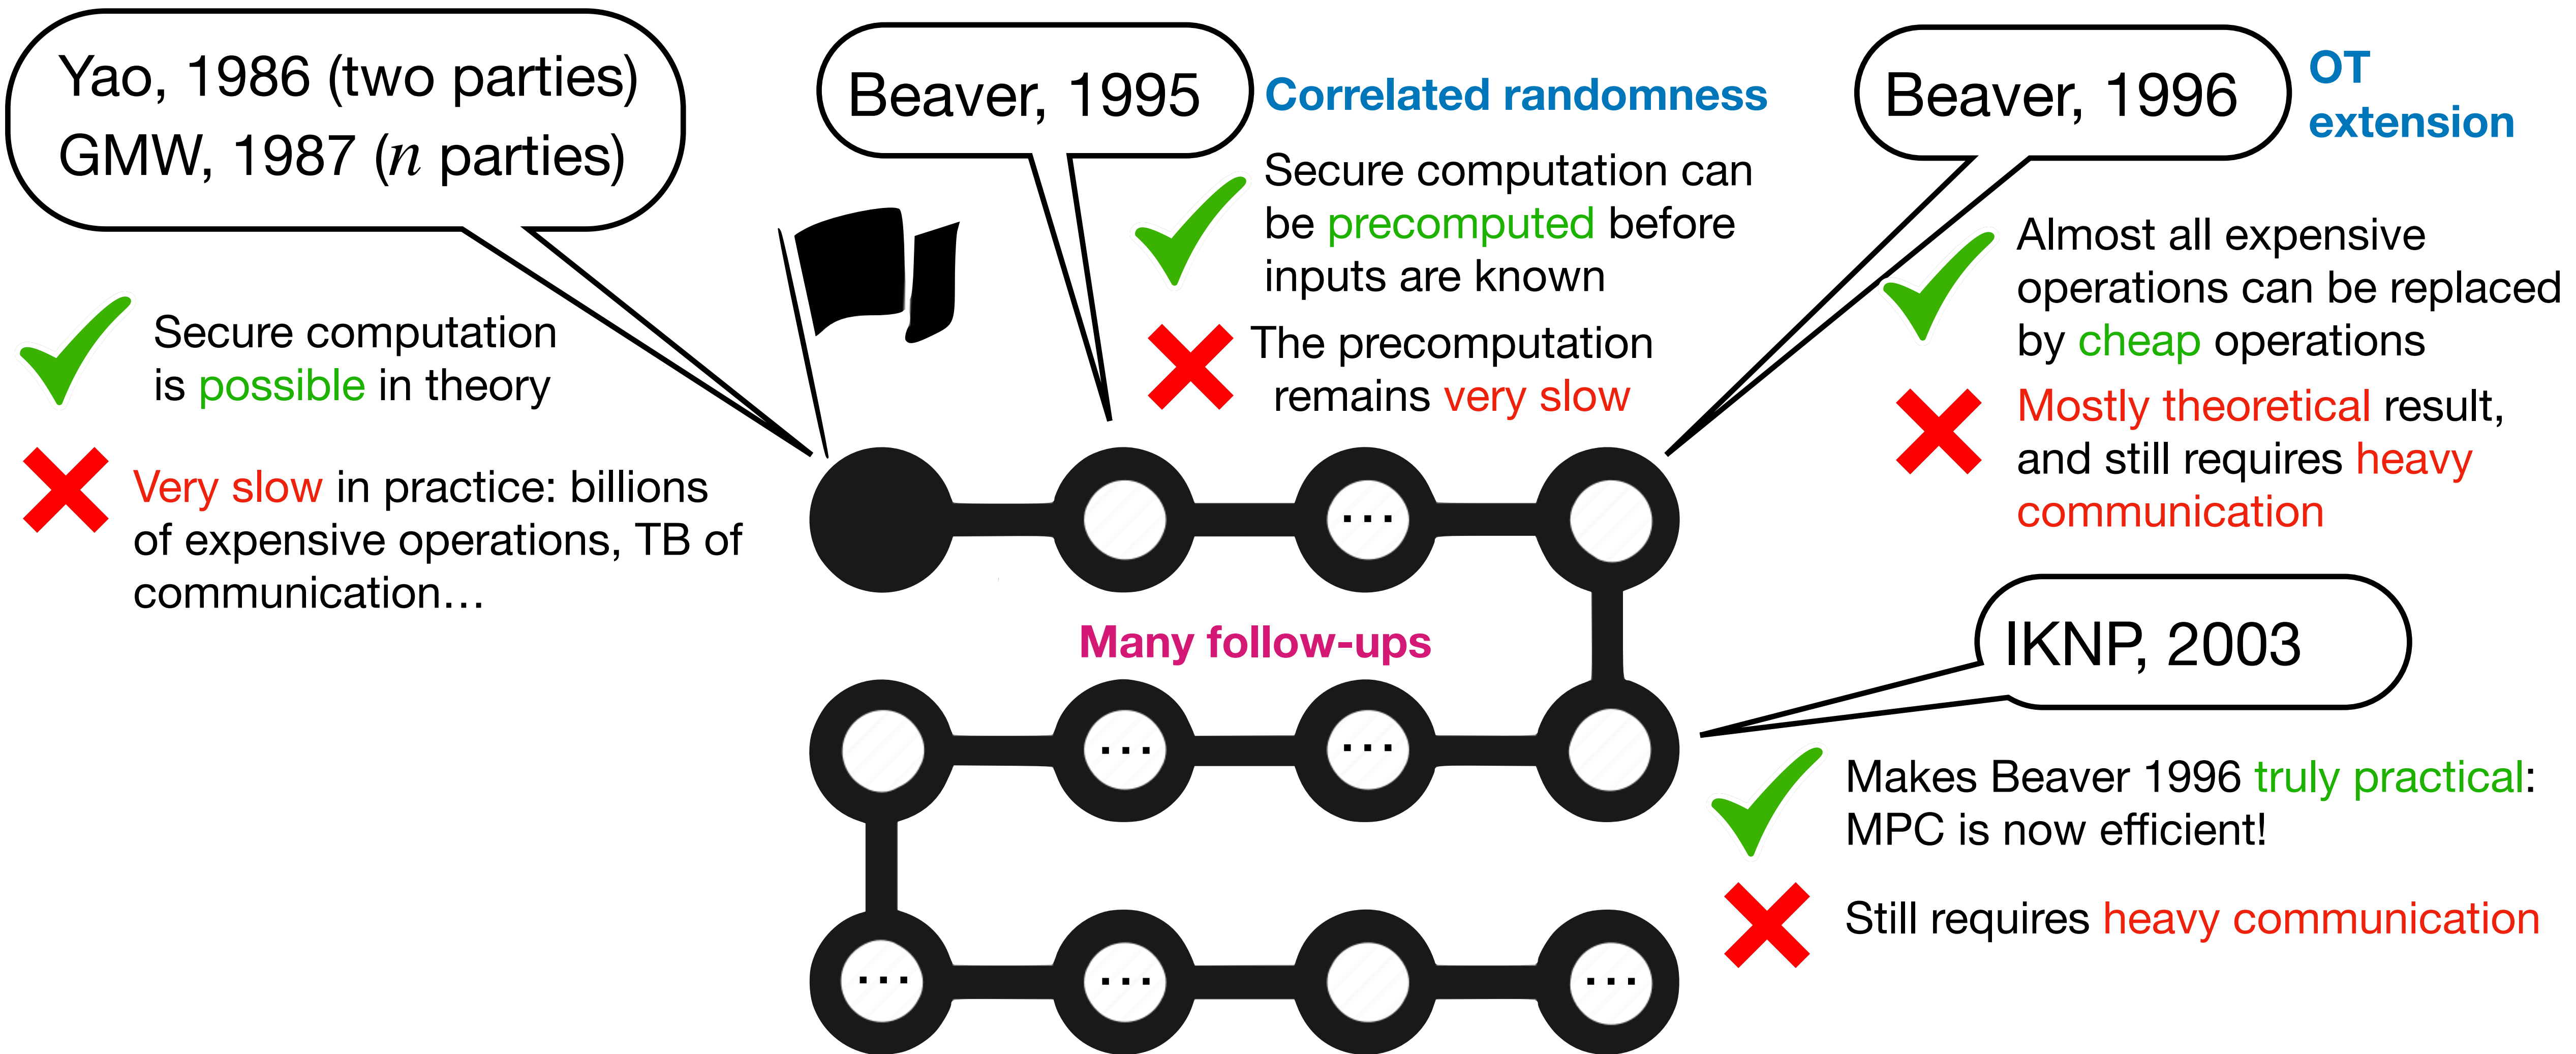 Yao, 1986 (two parties)
GMW, 1987 (n parties)
Secure computation
is possible in theory
Very slow in practice: billions
of expensive operations, TB of
communication…
Beaver, 1995
Correlated randomness
Secure computation can
be precomputed before
inputs are known
The precomputation
remains very slow
Beaver, 1996
OT
extension
Almost all expensive
operations can be replaced
by cheap operations
Mostly theoretical result,
and still requires heavy
communication
...
Many follow-ups
IKNP, 2003
Makes Beaver 1996 truly practical:
MPC is now efficient!
Still requires heavy communication
... ...
... ... ...